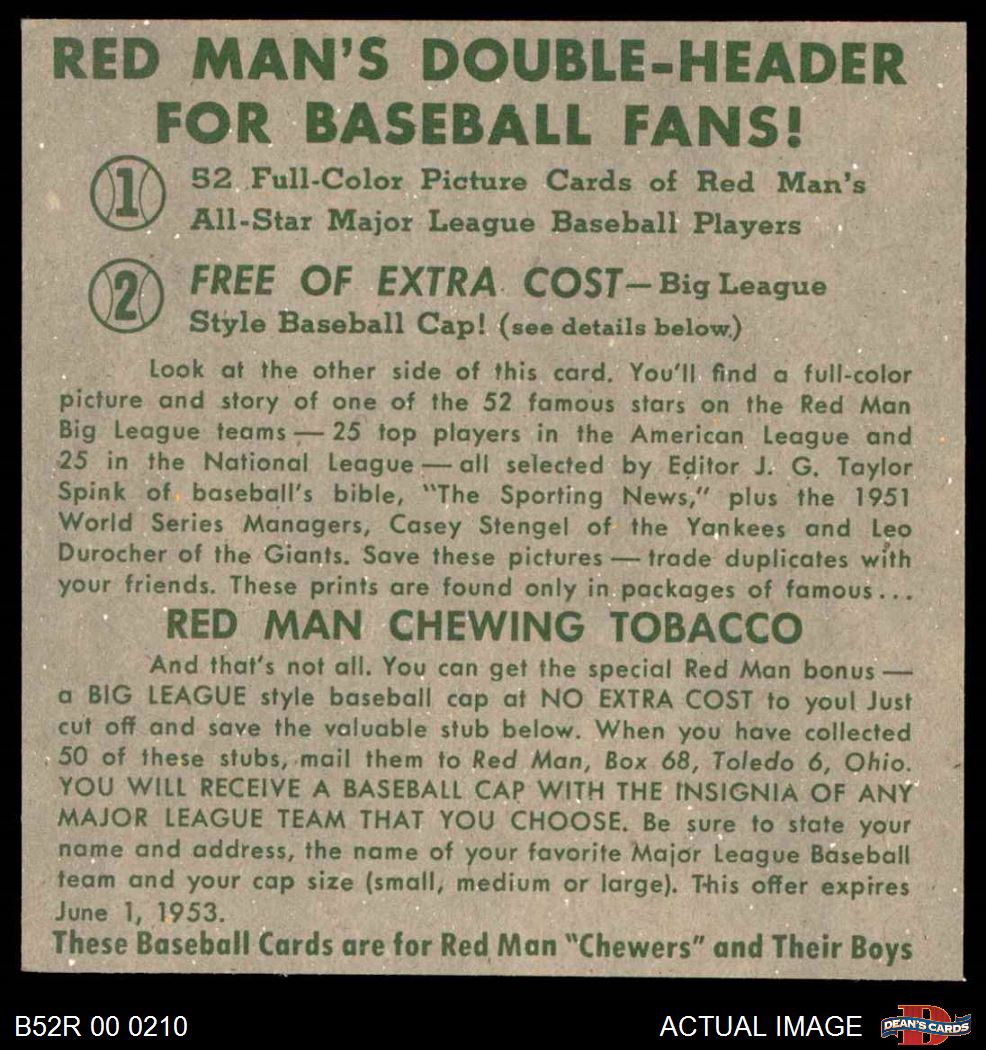 RED MAN'S DOUBLE-HEADER
FOR BASEBALL FANS!
1 52 Full-Color Picture Cards of Red Man's
All-Star Major League Baseball Players
2 FREE OF EXTRA COST—Big League
Style Baseball Cap! (see details below.)
Look at the other side of this card. You'll find a full-color
picture and story of one of the 52 famous stars on the Red Man
Big League teams — 25 top players in the American League and
25 in the National League — all selected by Editor J. G. Taylor
Spink of baseball's bible, "The Sporting News," plus the 1951
World Series Managers, Casey Stengel of the Yankees and Leo
Durocher of the Giants. Save these pictures — trade duplicates with
your friends. These prints are found only in packages of famous...
RED MAN CHEWING TOBACCO
And that's not all. You can get the special Red Man bonus —
a BIG LEAGUE style baseball cap at NO EXTRA COST to you! Just
cut off and save the valuable stub below. When you have collected
50 of these stubs, mail them to Red Man, Box 68, Toledo 6, Ohio.
YOU WILL RECEIVE A BASEBALL CAP WITH THE INSIGNIA OF ANY
MAJOR LEAGUE TEAM THAT YOU CHOOSE. Be sure to state your
name and address, the name of your favorite Major League Baseball
team and your cap size (small, medium or large). This offer expires
June 1, 1953.
These Baseball Cards are for Red Man "Chewers" and Their Boys
B52R 00 0210
ACTUAL IMAGE
DEAN'S CARDS